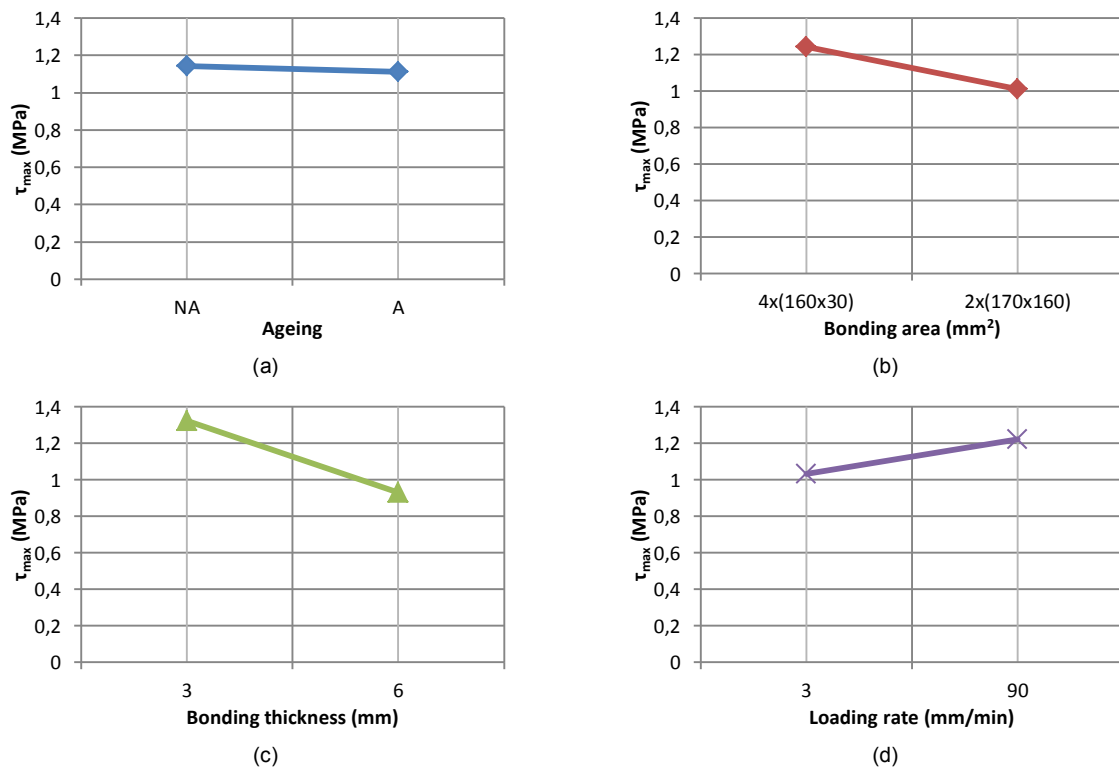 1,4
1,2
1
0,8
0,6
0,4
0,2
0
τmax (MPa)
NA A
Ageing
(a)
1,4
1,2
1
0,8
0,6
0,4
0,2
0
τmax (MPa)
4x(160x30) 2x(170x160)
Bonding area (mm²)
(b)
1,4
1,2
1
0,8
0,6
0,4
0,2
0
τmax (MPa)
3 6
Bonding thickness (mm)
(c)
1,4
1,2
1
0,8
0,6
0,4
0,2
0
τmax (MPa)
3 90
Loading rate (mm/min)
(d)